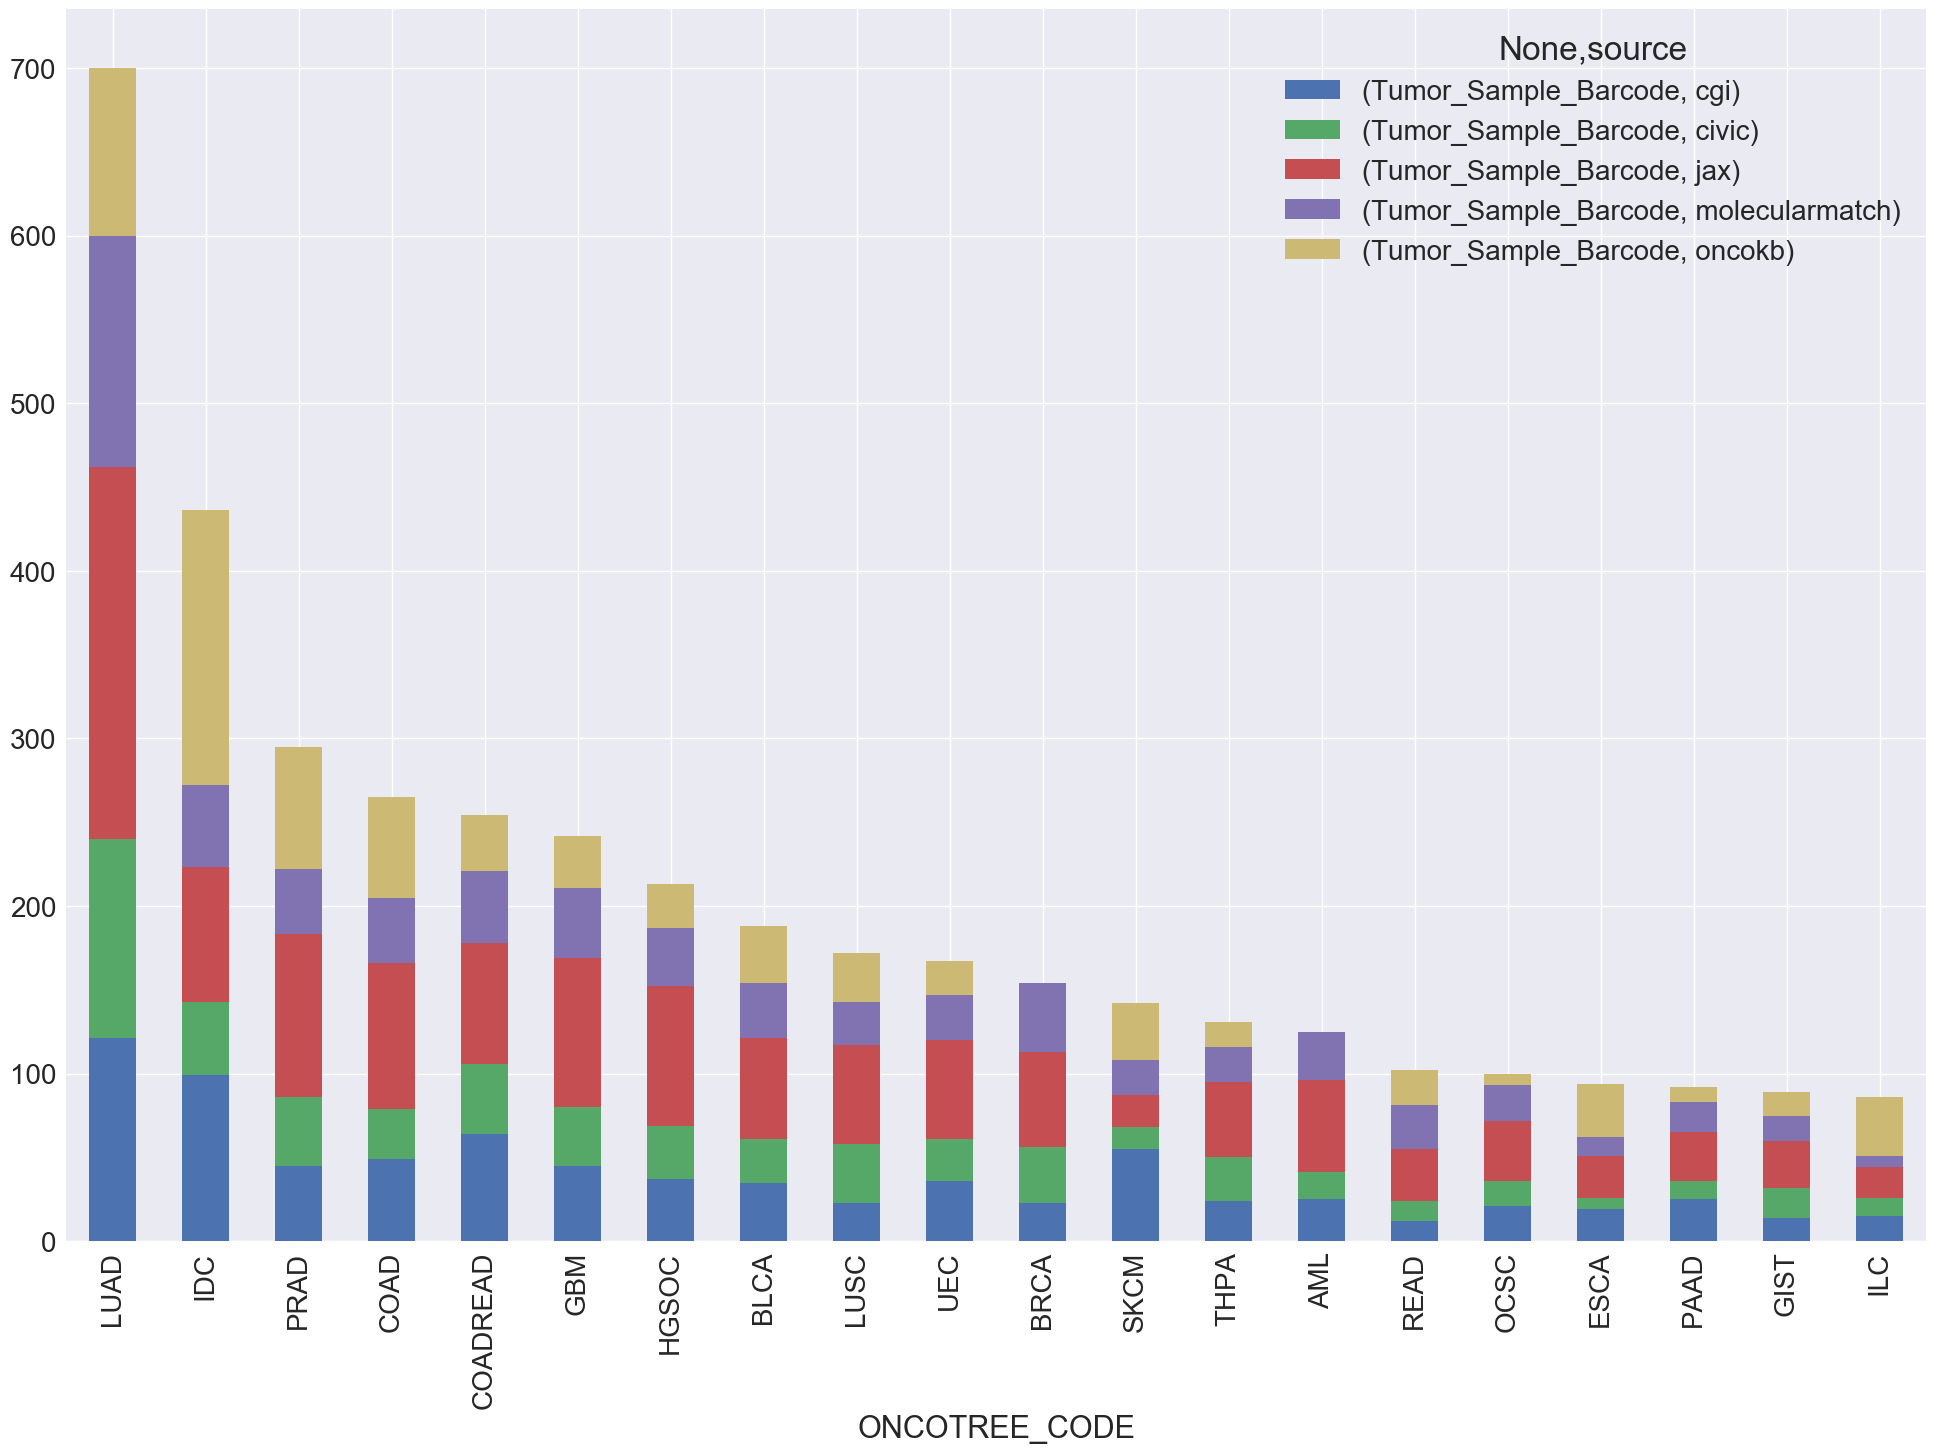 None,source
(Tumor_Sample_Barcode, cgi)
(Tumor_Sample_Barcode, civic)
(Tumor_Sample_Barcode, jax)
(Tumor_Sample_Barcode, molecularmatch)
(Tumor_Sample_Barcode, oncokb)
700
600
500
400
300
200
100
0
LUAD
IDC
PRAD
COAD
COADREAD
GBM
HGSOC
BLCA
LUSC
UEC
BRCA
SKCM
THPA
AML
READ
OCSC
ESCA
PAAD
GIST
ILC
ONCOTREE_CODE